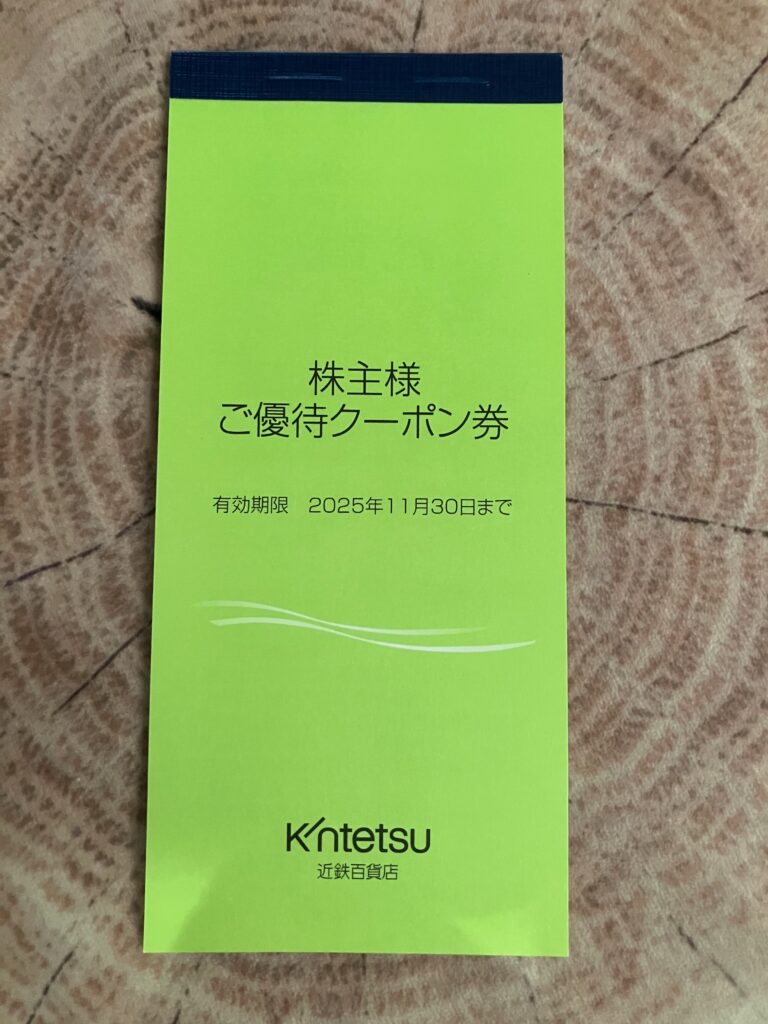 株主様
ご優待クーポン券
有効期限　2025年11月30日まで
Kintetsu
近鉄百貨店